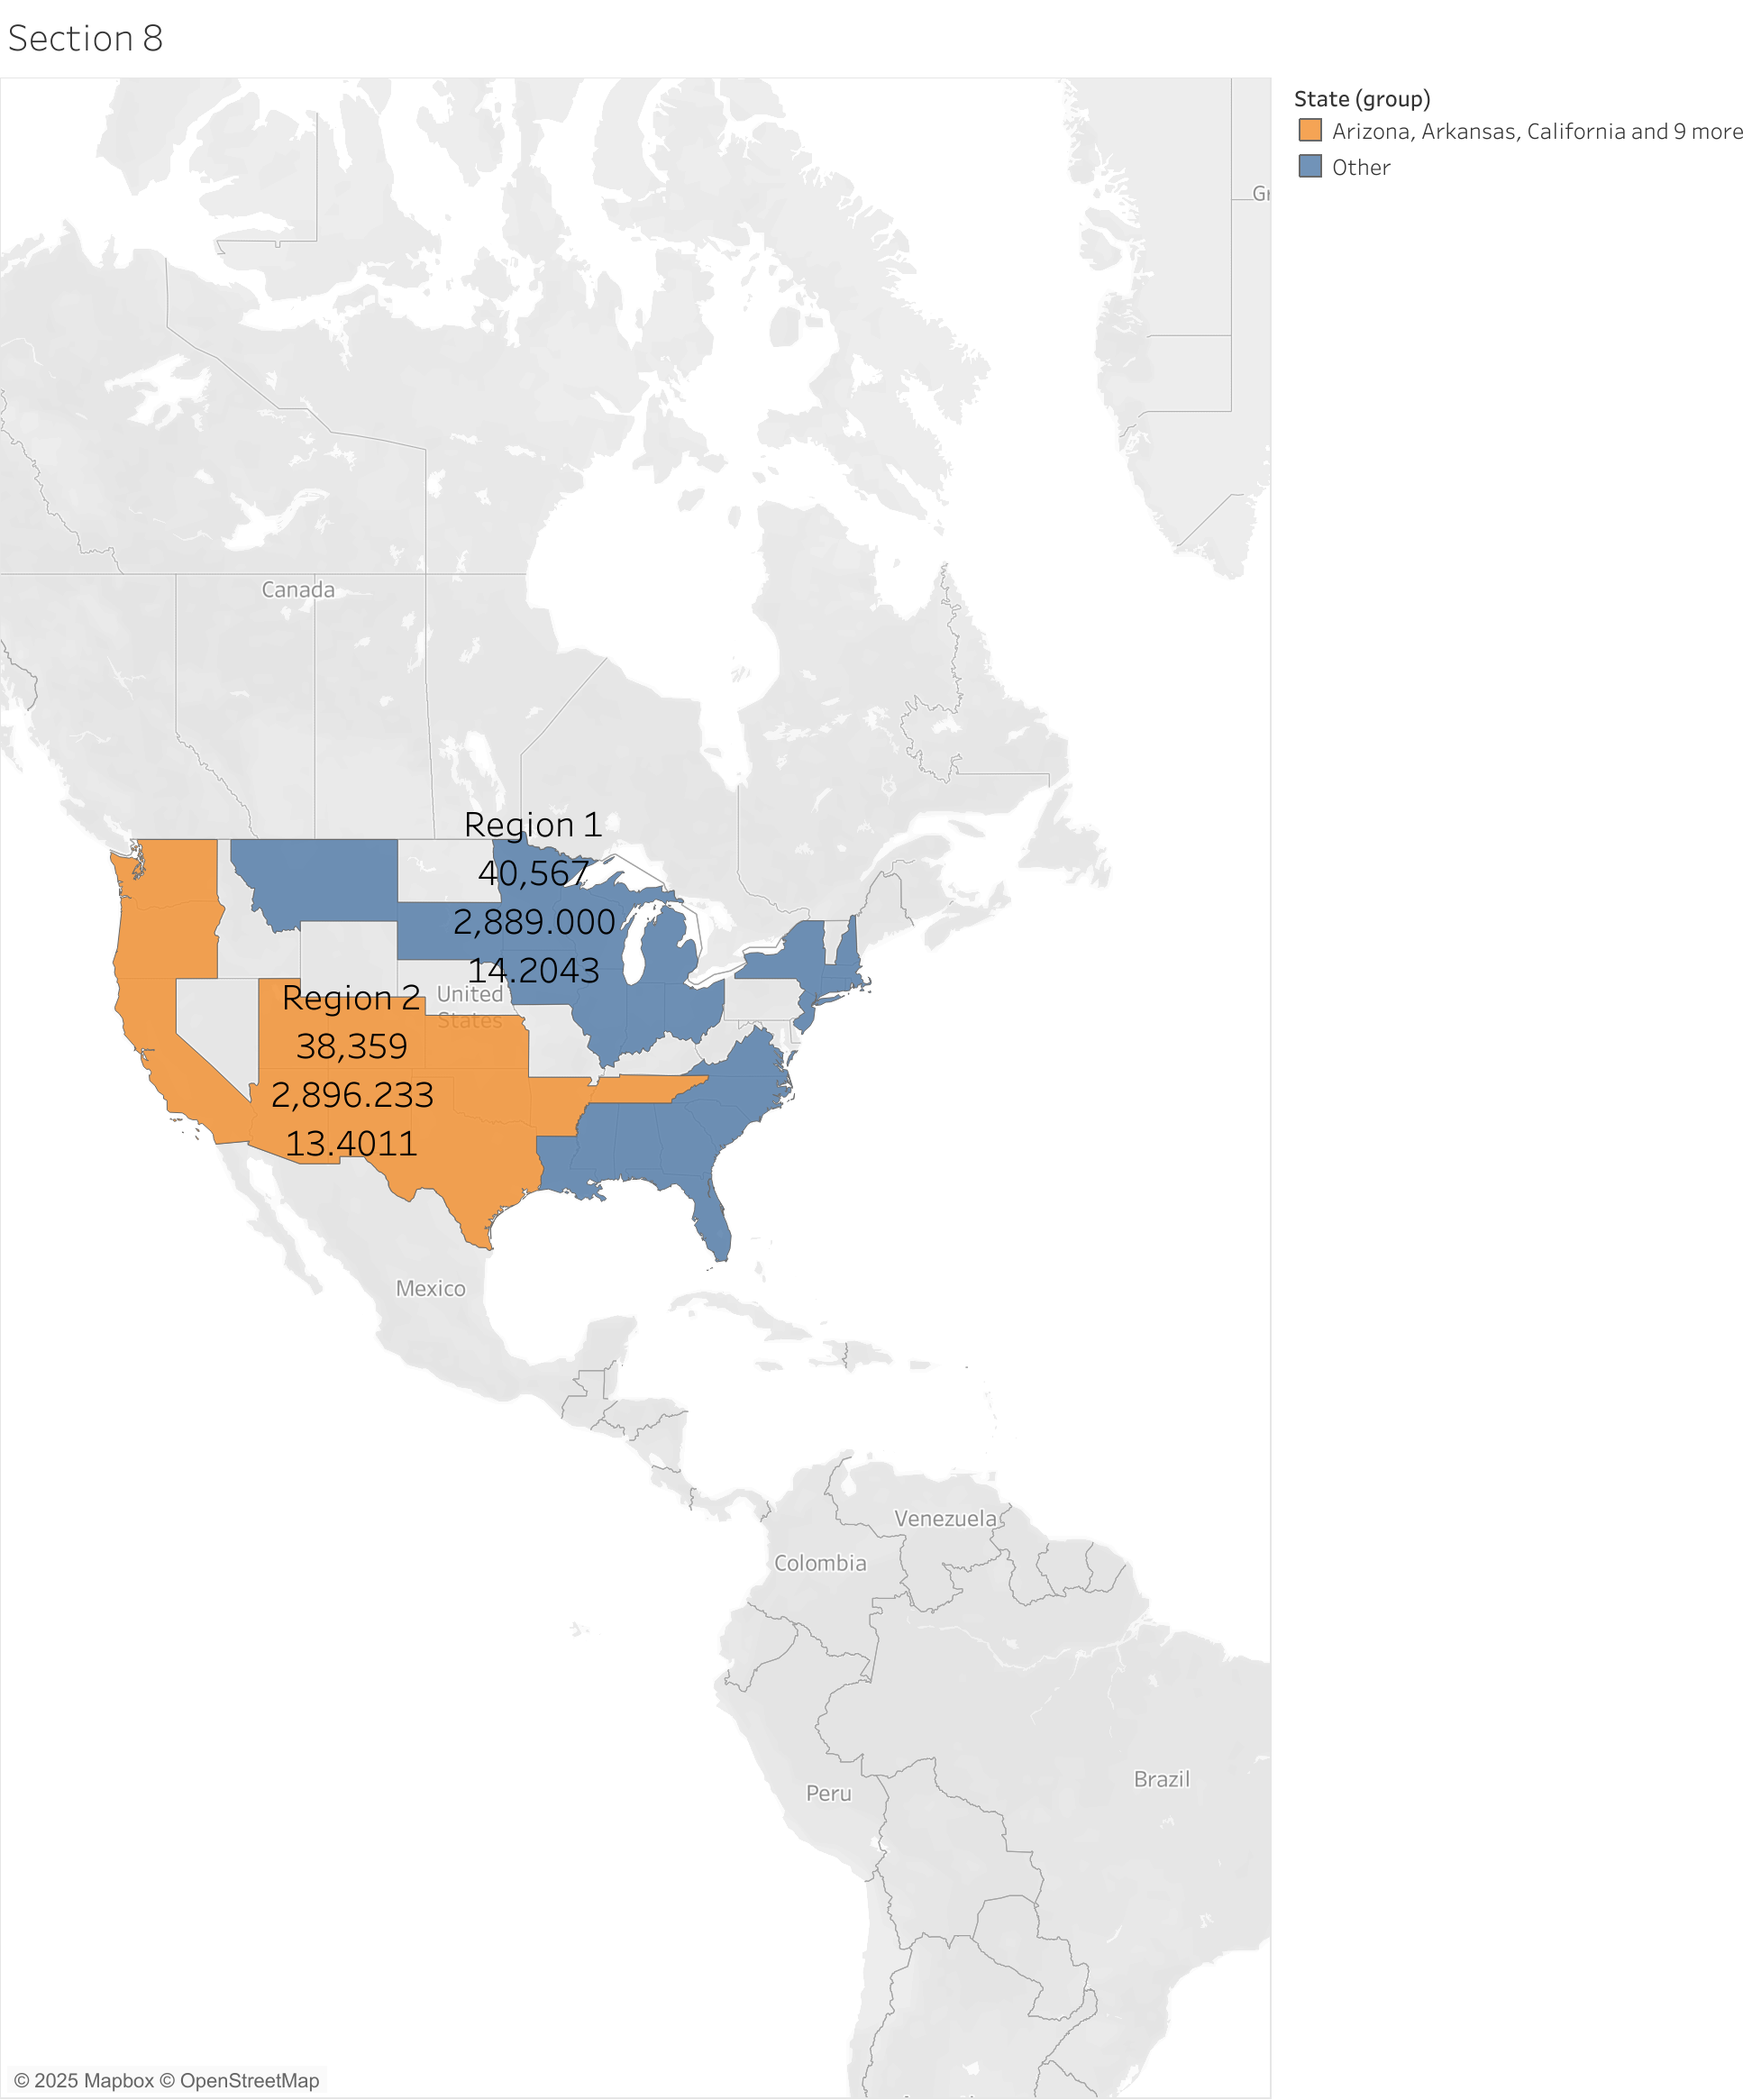 Section 8
State (group)
Arizona, Arkansas, California and 9 more
Other
Gr
Canada
Region 1
40,567
2,889.000
14.2043
United
States
Region 2
38,359
2,896.233
13.4011
Mexico
Venezuela
Colombia
Peru
Brazil
© 2025 Mapbox © OpenStreetMap